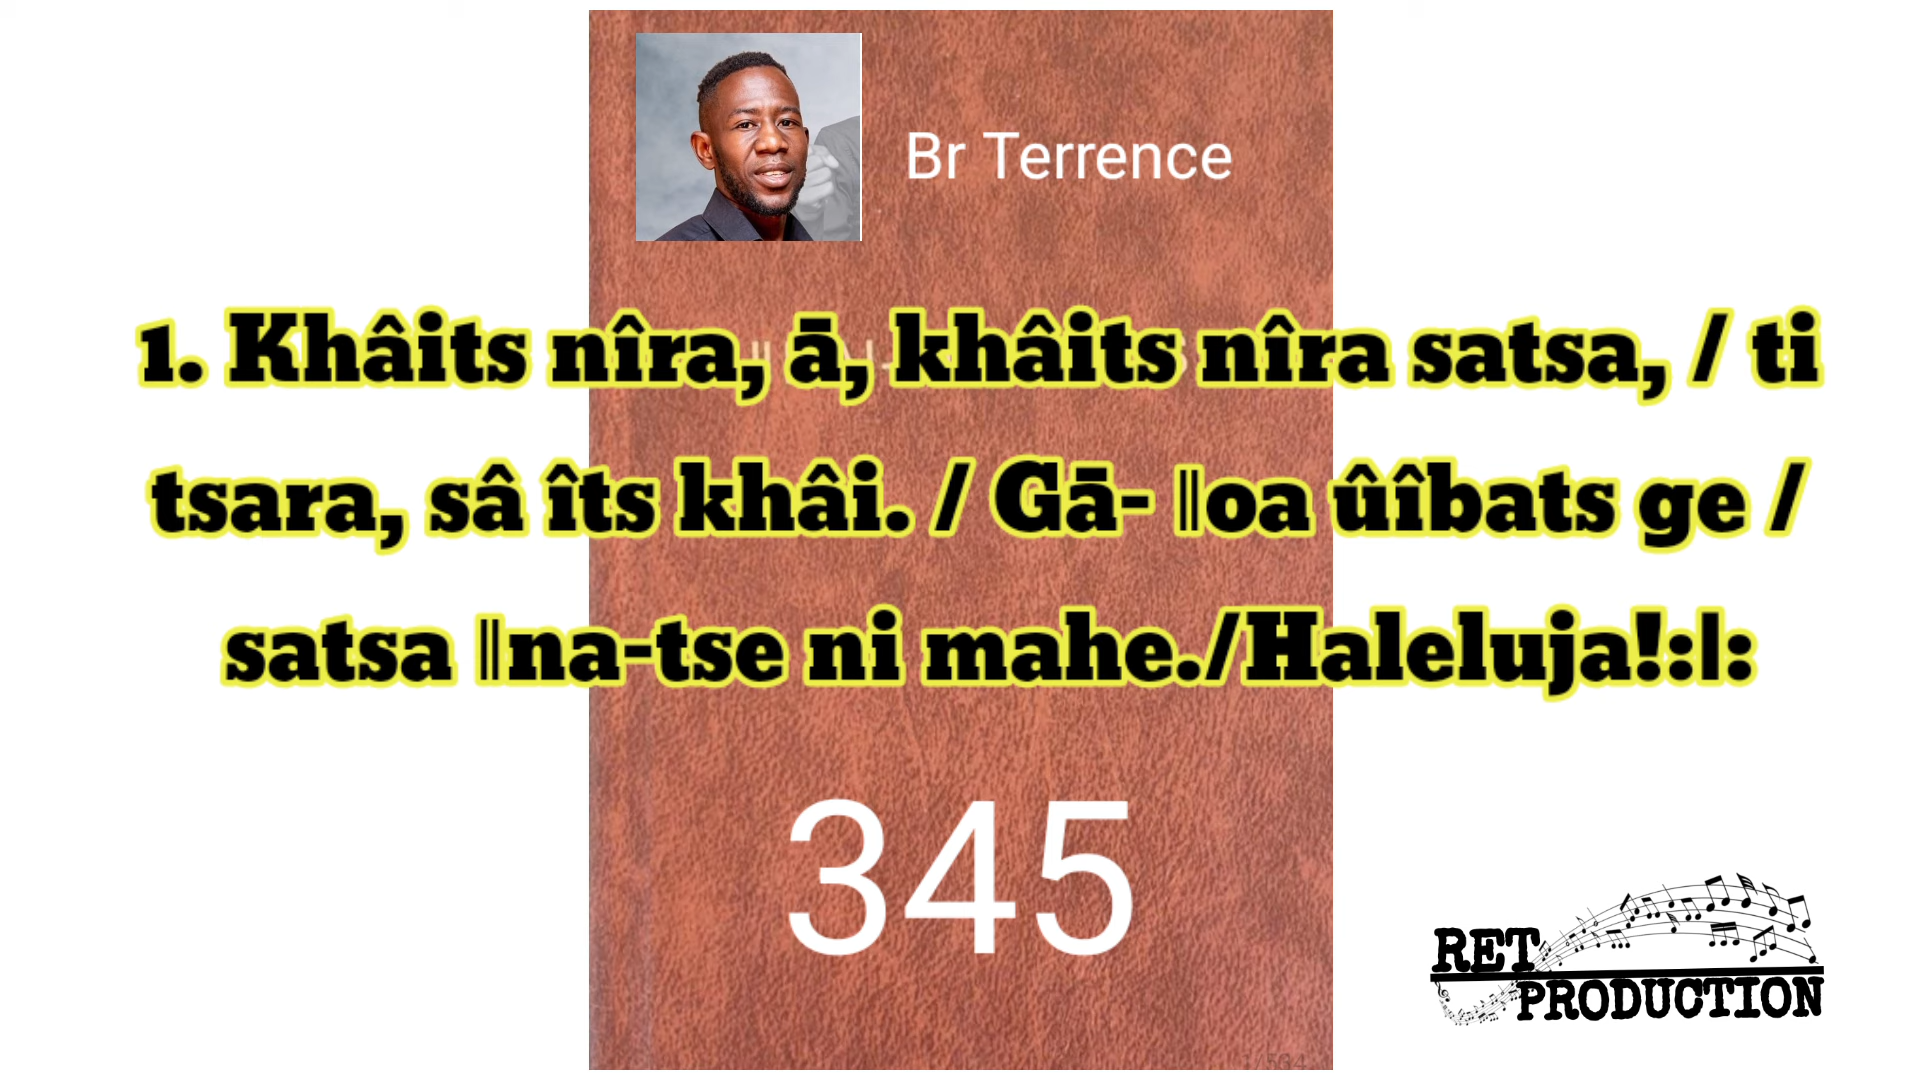 Br Terrence
1. Khâits nîra, ā, khâits nîra satsa, / ti
tsara, sâ îts khâi. / Gā- ǁoa ûîbats ge /
satsa ǁna-tse ni mahe./Haleluja!:|:
345
RET
PRODUCTION